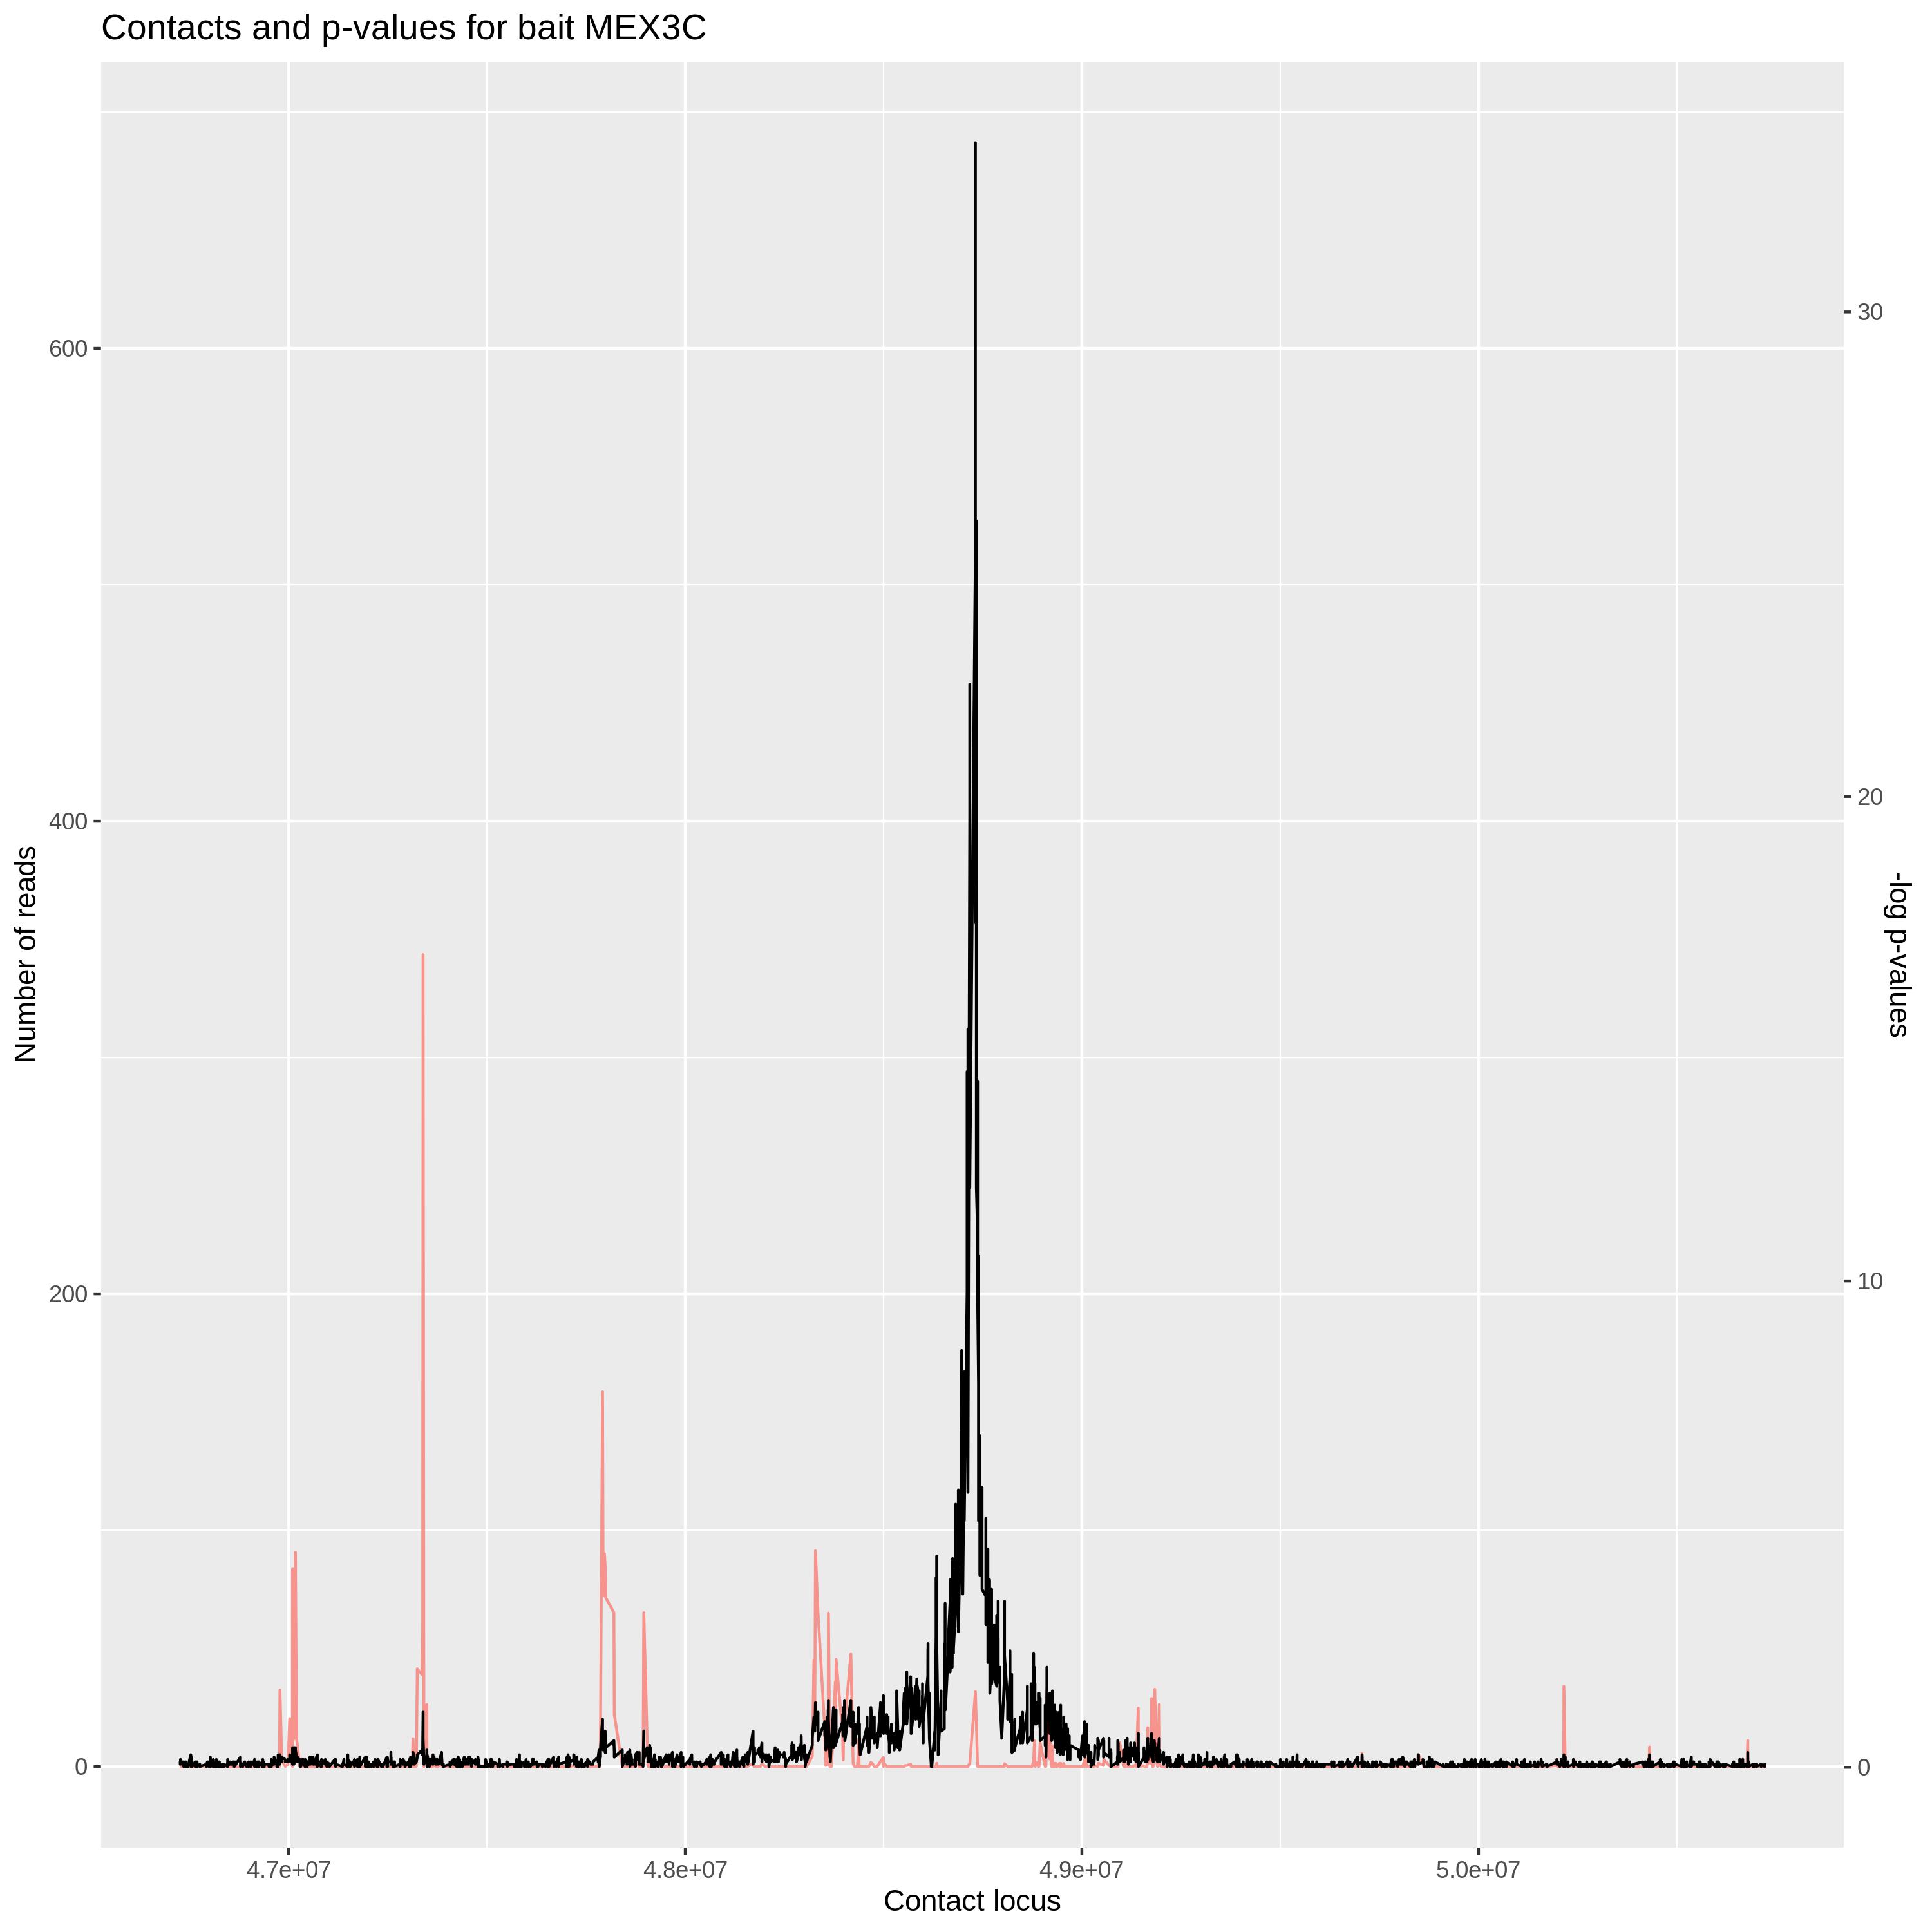 Contacts and p-values for bait MEX3C
600
400
200
0
30
20
10
0
Number of reads
-log p-values
4.7e+07
4.8e+07
4.9e+07
5.0e+07
Contact locus